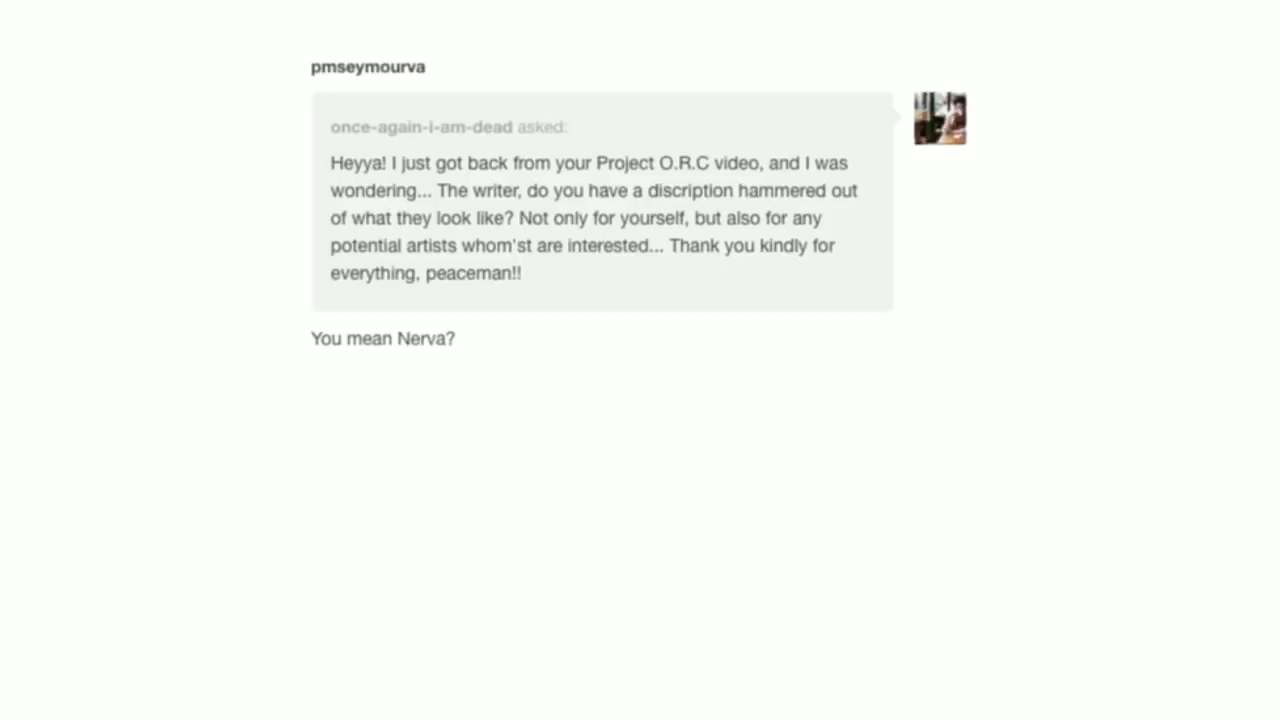 pmseymourva
once-again-i-am-dead asked:
Heyya! I just got back from your Project O.R.C video, and I was
wondering... The writer, do you have a discription hammered out
of what they look like? Not only for yourself, but also for any
potential artists whom'st are interested... Thank you kindly for
everything, peaceman!!
You mean Nerva?